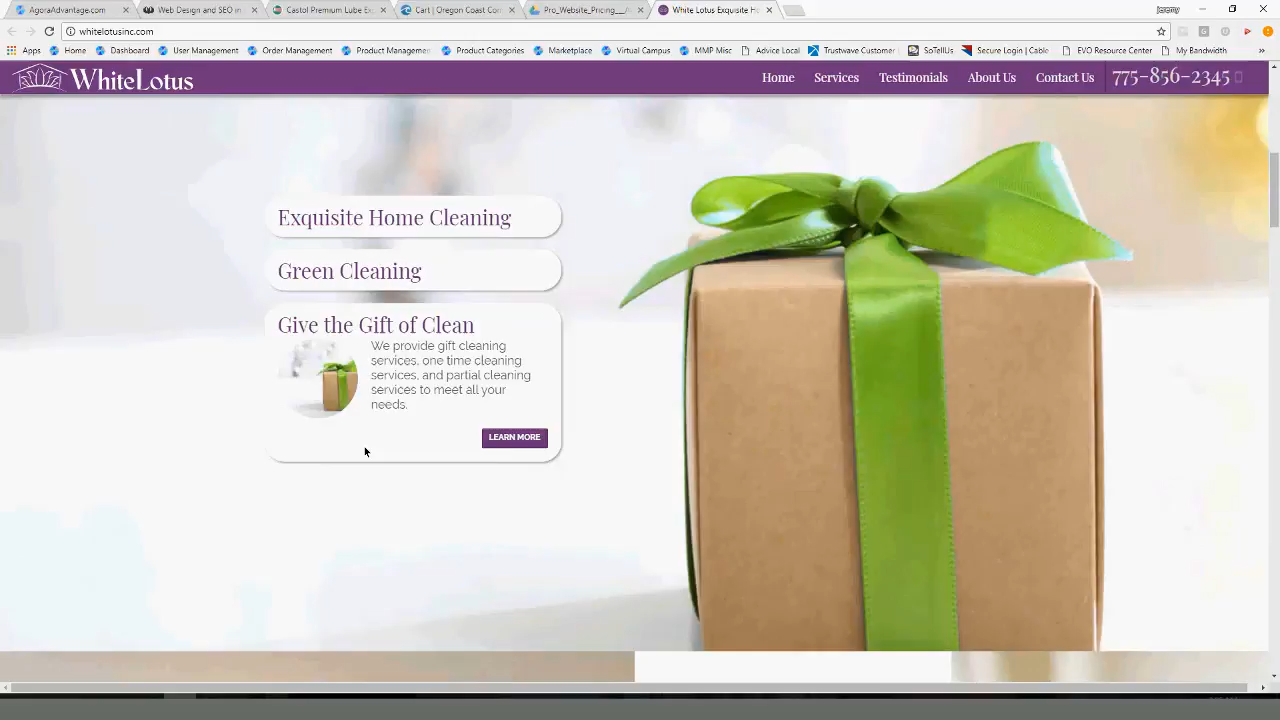 AgoraAdvantage.com
Web Design and SEO in
Castol Premium Lube Ex
Cart | Oregon Coast Co
Pro_Website_Pricing__
White Lotus Exquisite H
Jeremy
whitelotusinc.com
Apps
Home
Dashboard
User Management
Order Management
Product Management
Product Categories
Marketplace
Virtual Campus
MMP Misc
Advice Local
Trustwave Customer
SoTellUs
Secure Login | Cable
EVO Resource Center
My Bandwidth
WhiteLotus
Home
Services
Testimonials
About Us
Contact Us
775-856-2345
Exquisite Home Cleaning
Green Cleaning
Give the Gift of Clean
We provide gift cleaning
services, one time cleaning
services, and partial cleaning
services to meet all your
needs.
LEARN MORE